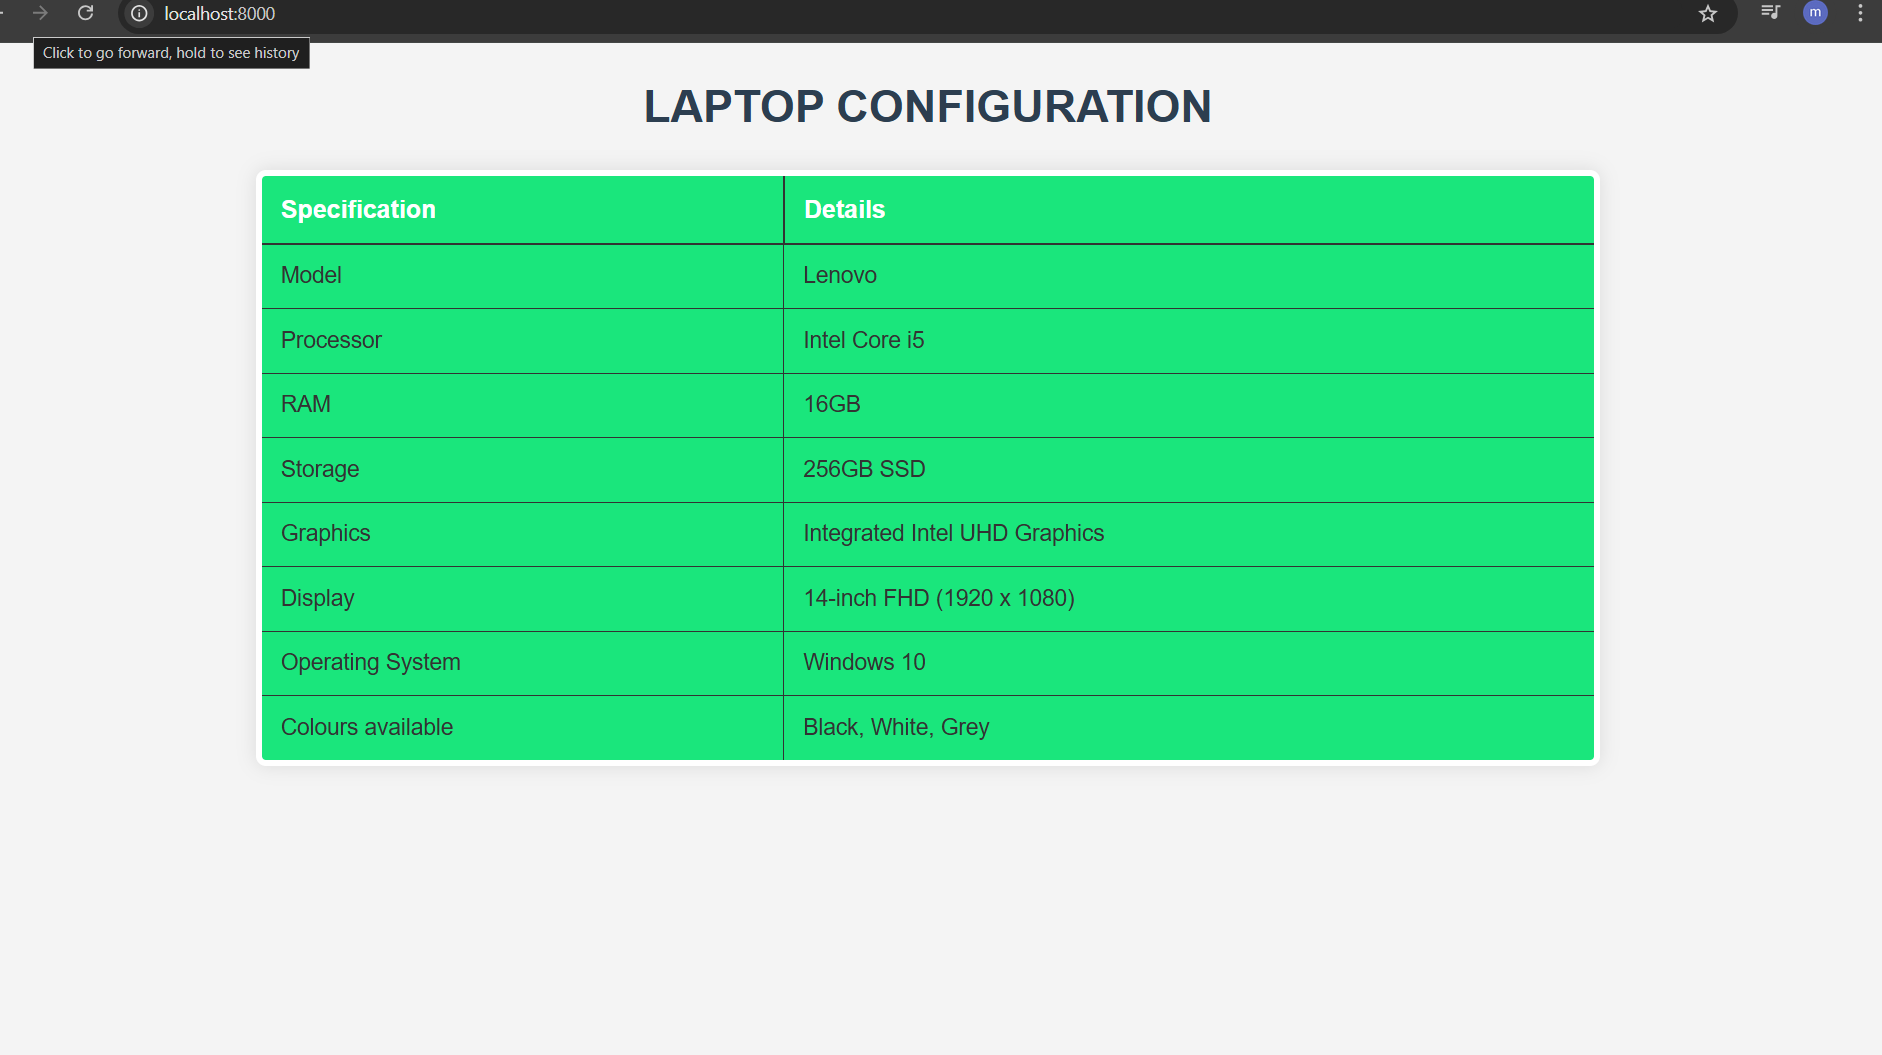 localhost:8000
m
Click to go forward, hold to see history
LAPTOP CONFIGURATION
Specification Details
Model Lenovo
Processor Intel Core i5
RAM 16GB
Storage 256GB SSD
Graphics Integrated Intel UHD Graphics
Display 14-inch FHD (1920 x 1080)
Operating System Windows 10
Colours available Black, White, Grey